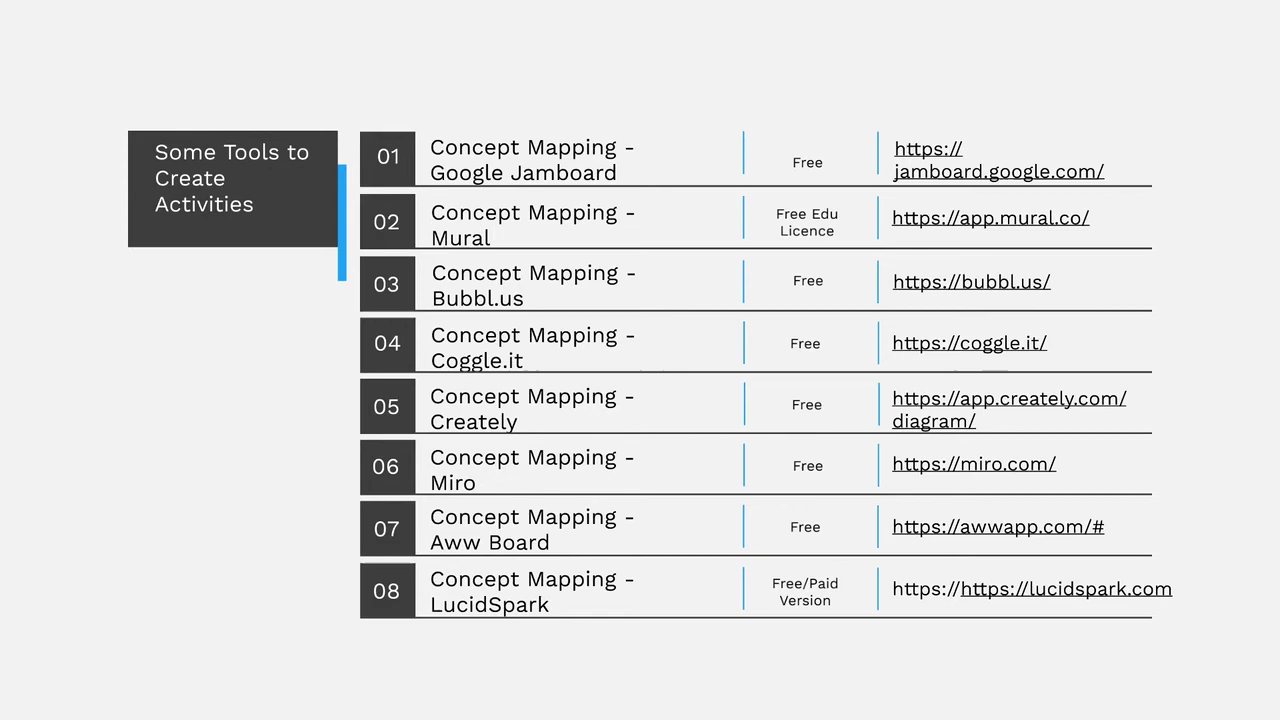 Some Tools to
Create
Activities
01
Concept Mapping -
Google Jamboard
Free
https://
jamboard.google.com/
02
Concept Mapping -
Mural
Free Edu
Licence
https://app.mural.co/
03
Concept Mapping -
Bubbl.us
Free
https://bubbl.us/
04
Concept Mapping -
Coggle.it
Free
https://coggle.it/
05
Concept Mapping -
Creately
Free
https://app.creately.com/
diagram/
06
Concept Mapping -
Miro
Free
https://miro.com/
07
Concept Mapping -
Aww Board
Free
https://awwapp.com/#
08
Concept Mapping -
LucidSpark
Free/Paid
Version
https://https://lucidspark.com